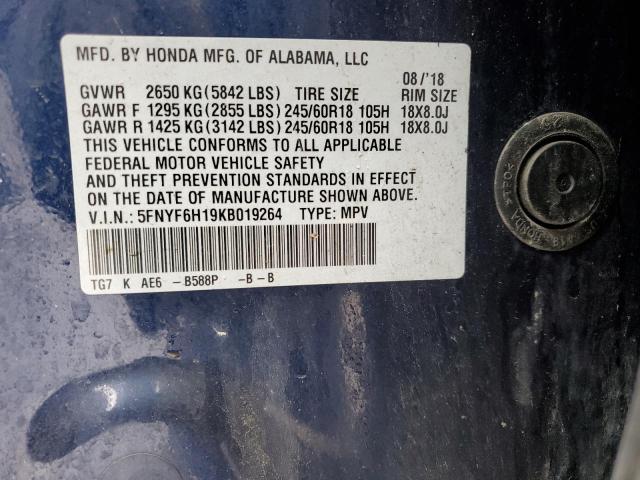 MFD. BY HONDA MFG. OF ALABAMA, LLC
08/'18
GVWR 2650 KG (5842 LBS) TIRE SIZE RIM SIZE
GAWR F 1295 KG (2855 LBS) 245/60R18 105H 18X8.0J
GAWR R 1425 KG (3142 LBS) 245/60R18 105H 18X8.0J
THIS VEHICLE CONFORMS TO ALL APPLICABLE
FEDERAL MOTOR VEHICLE SAFETY
AND THEFT PREVENTION STANDARDS IN EFFECT
ON THE DATE OF MANUFACTURE SHOWN ABOVE.
V.I.N.: 5FNYF6H19KB019264 TYPE: MPV
TG7 K AE6 -B588P -B-B
HONDA